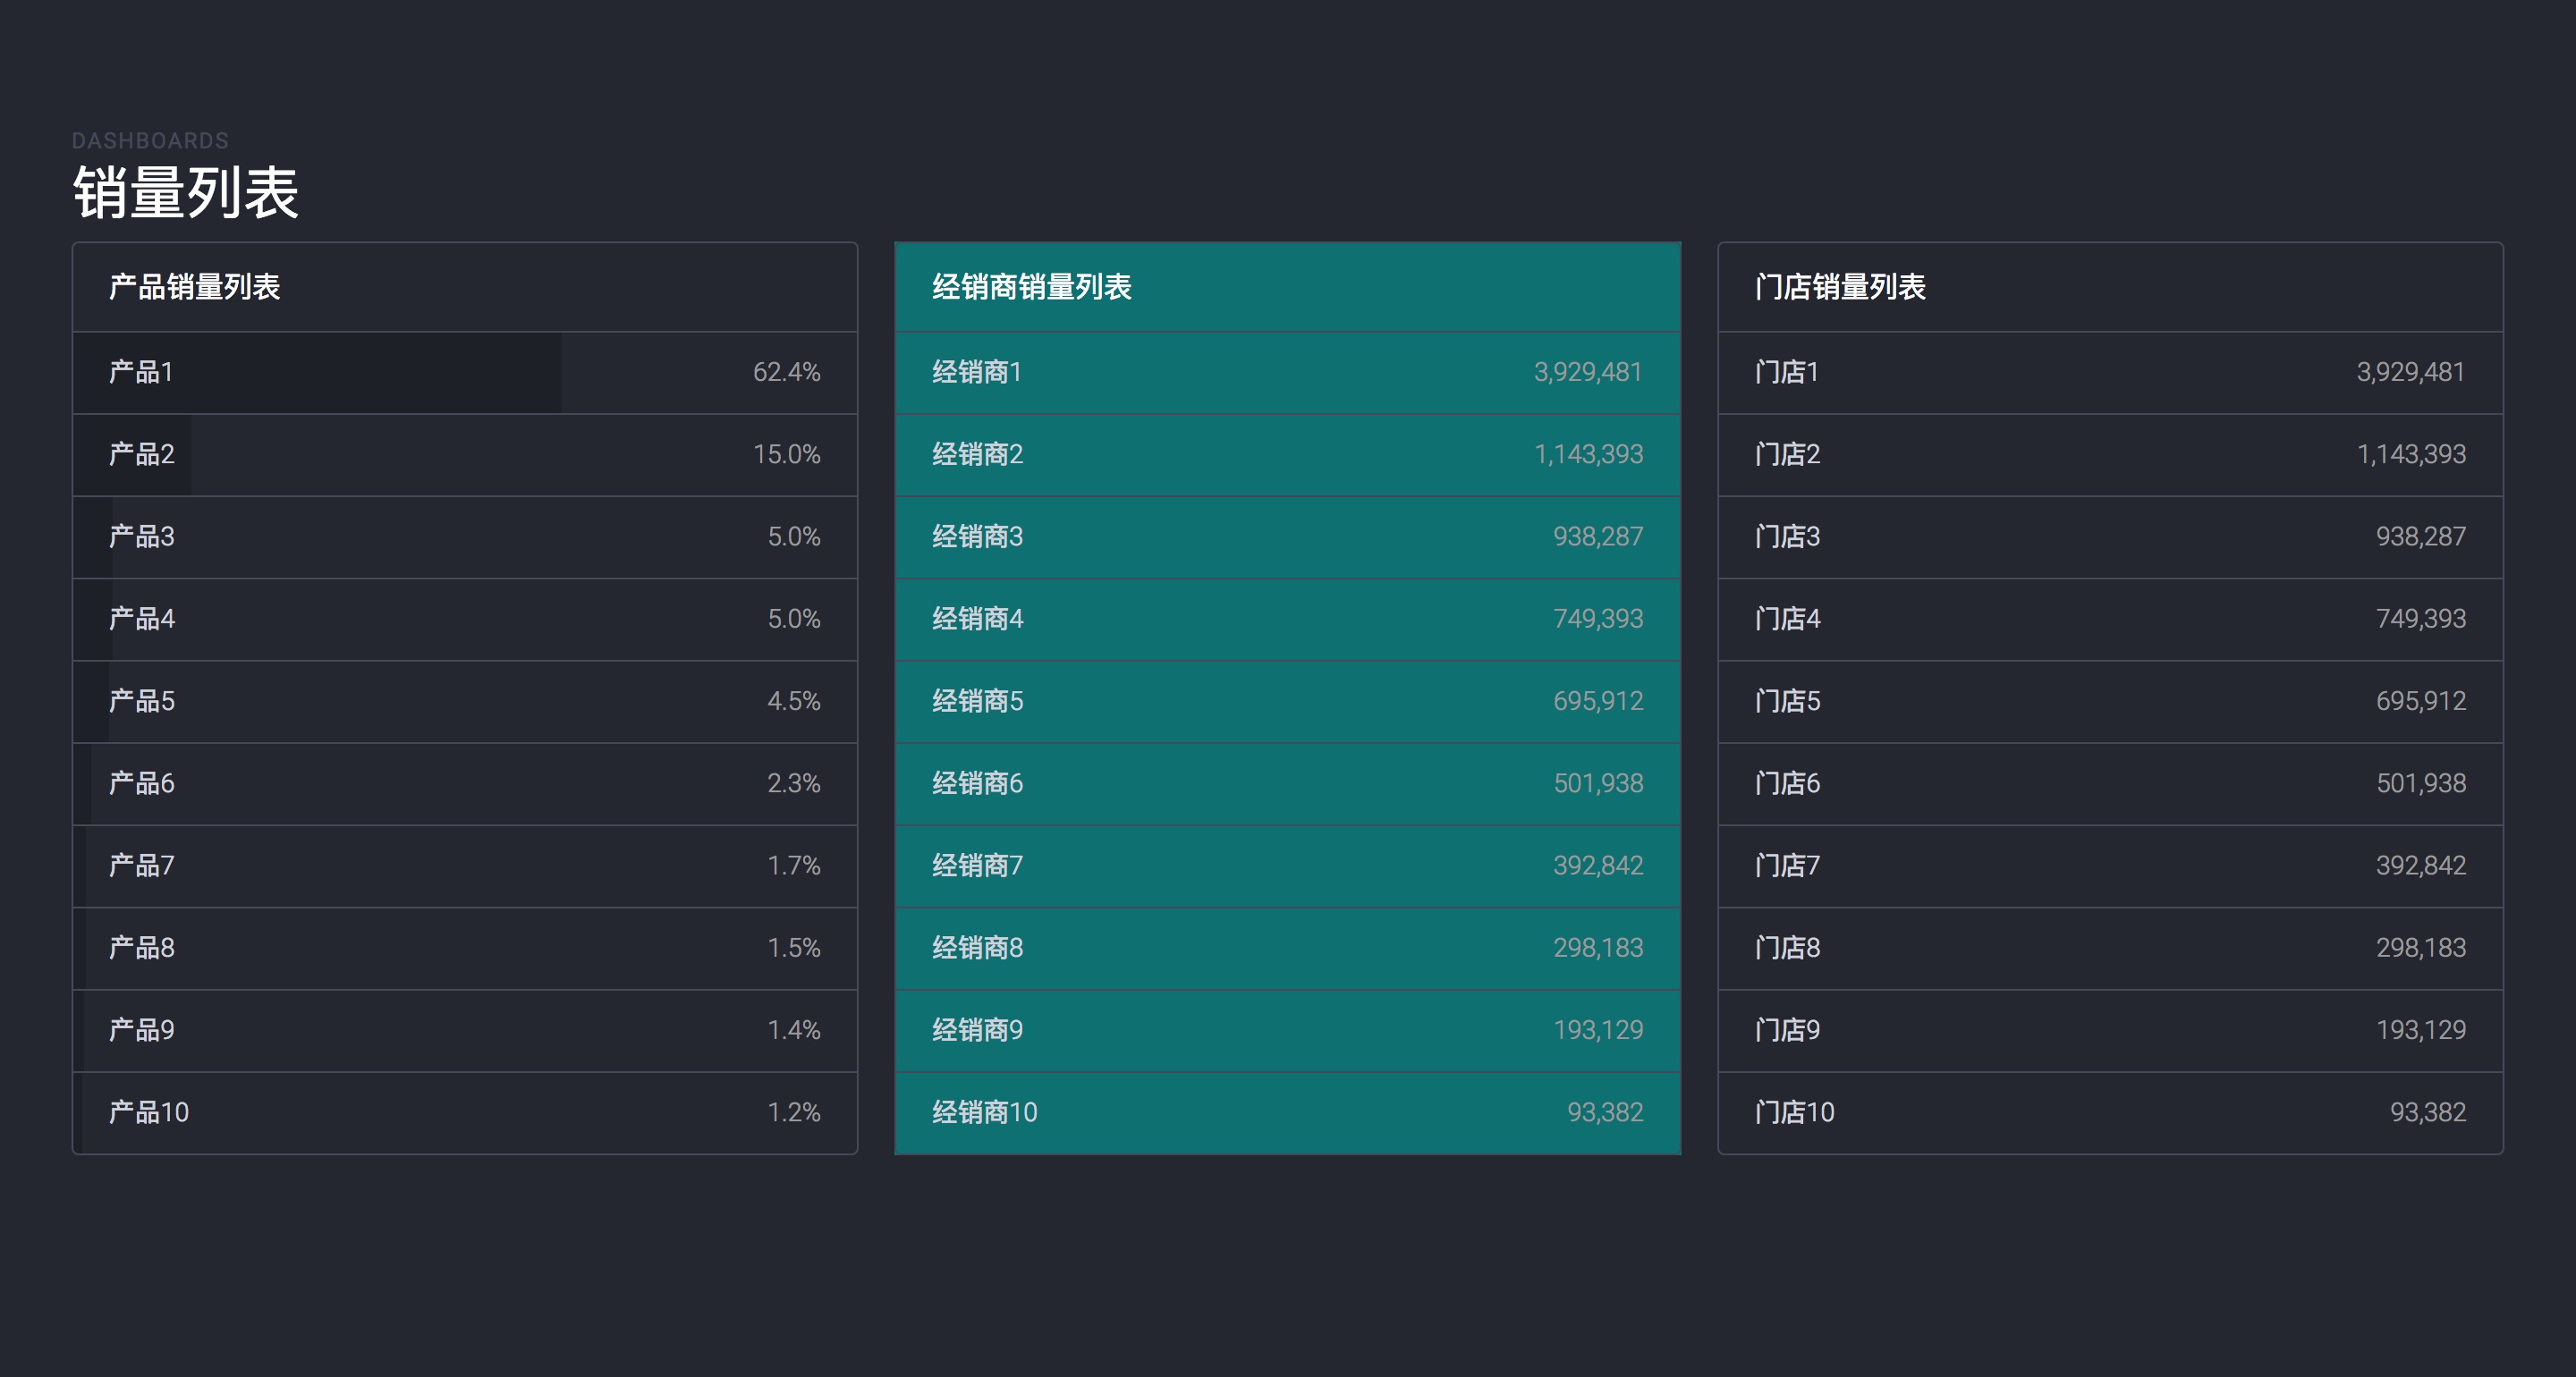 DASHBOARDS
销量列表
产品销量列表
产品1 62.4%
产品2 15.0%
产品3 5.0%
产品4 5.0%
产品5 4.5%
产品6 2.3%
产品7 1.7%
产品8 1.5%
产品9 1.4%
产品10 1.2%
经销商销量列表
经销商1 3,929,481
经销商2 1,143,393
经销商3 938,287
经销商4 749,393
经销商5 695,912
经销商6 501,938
经销商7 392,842
经销商8 298,183
经销商9 193,129
经销商10 93,382
门店销量列表
门店1 3,929,481
门店2 1,143,393
门店3 938,287
门店4 749,393
门店5 695,912
门店6 501,938
门店7 392,842
门店8 298,183
门店9 193,129
门店10 93,382